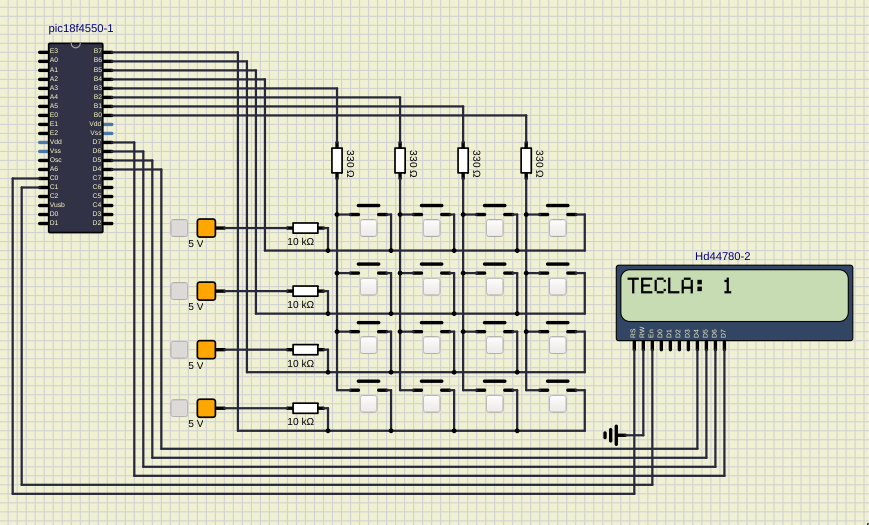 pic18f4550-1
E3 B7
A0 B6
A1 B5
A2 B4
A3 B3
A4 B2
A5 B1
E0 B0
E1 Vdd
E2 Vss
Vdd D7
Vss D6
Osc D5
A6 D4
C0 C7
C1 C6
C2 C5
Vusb C4
D0 D3
D1 D2
330 Ω
330 Ω
330 Ω
330 Ω
5 V
10 kΩ
5 V
10 kΩ
5 V
10 kΩ
5 V
10 kΩ
Hd44780-2
TECLA: 1
RS RW En D0 D1 D2 D3 D4 D5 D6 D7